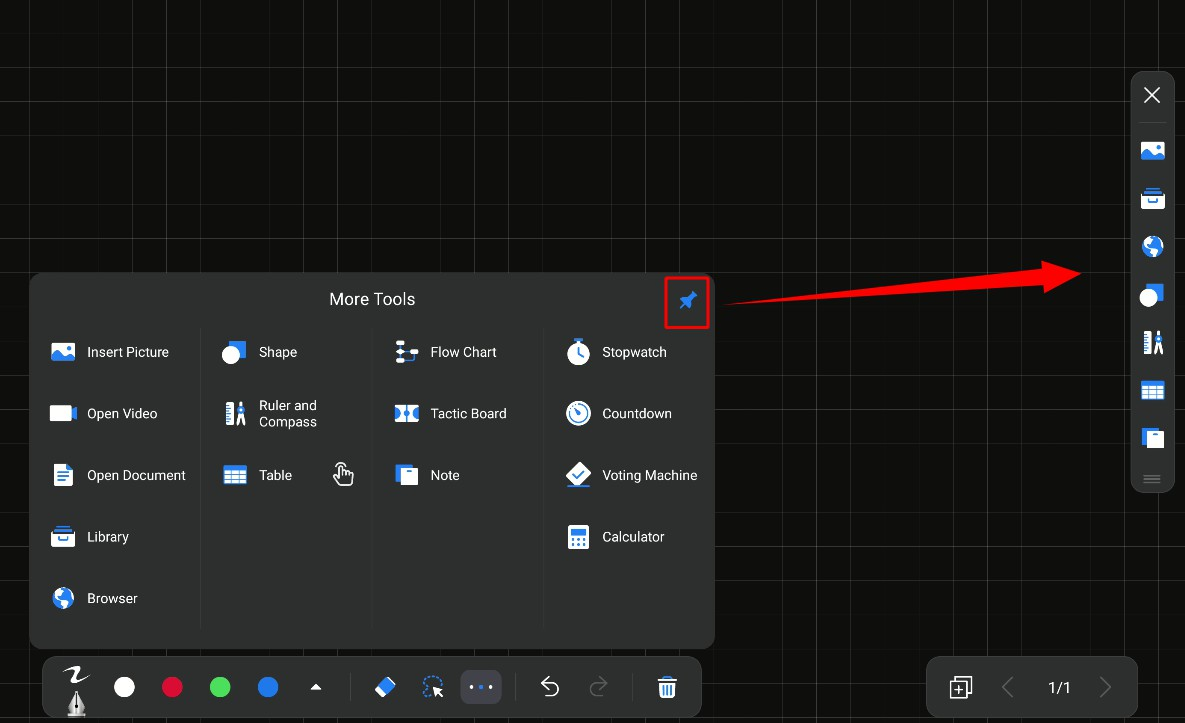 More Tools
Insert Picture
Open Video
Open Document
Library
Browser
Shape
Ruler and
Compass
Table
Flow Chart
Tactic Board
Note
Stopwatch
Countdown
Voting Machine
Calculator
1/1